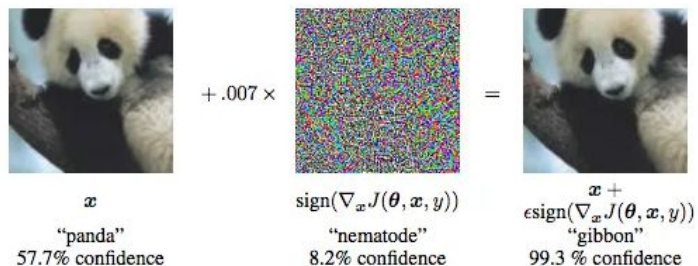 + .007 ×
=
x
sign(∇ₓJ(θ, x, y))
x +
ϵsign(∇ₓJ(θ, x, y))
“panda”
“nematode”
“gibbon”
57.7% confidence
8.2% confidence
99.3 % confidence